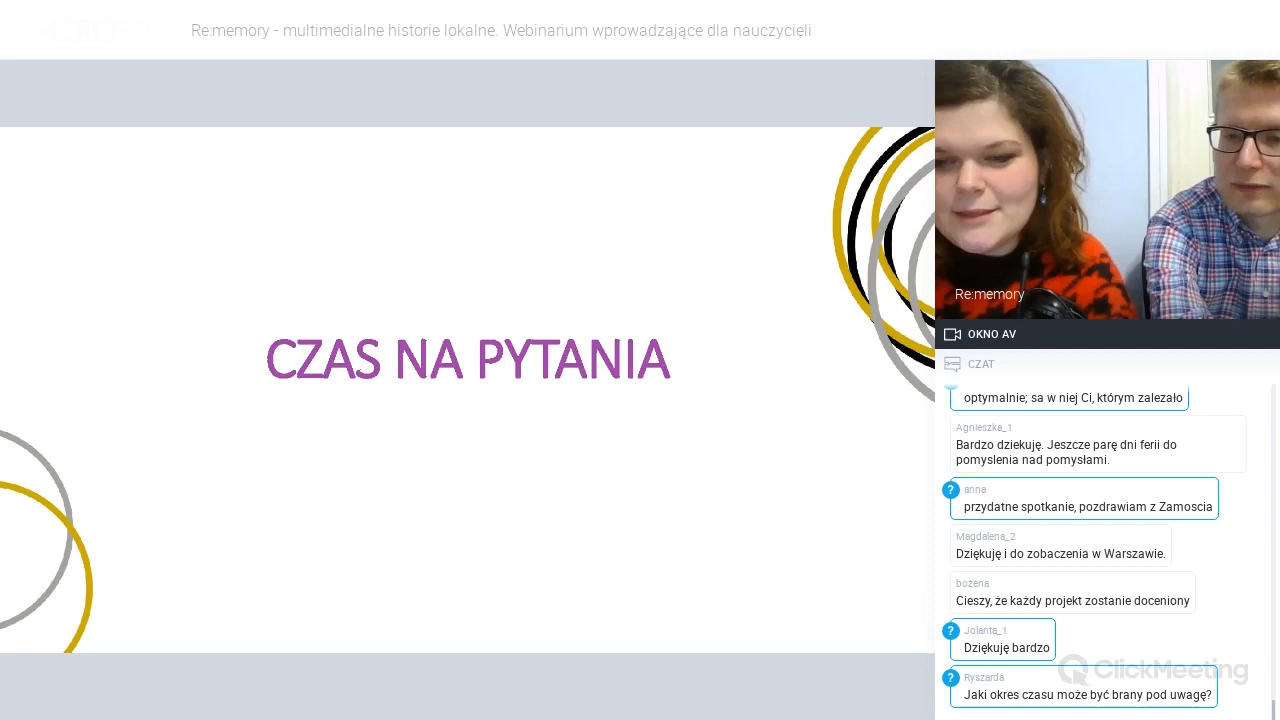 Re:memory - multimedialne historie lokalne. Webinarium wprowadzające dla nauczycieli
CZAS NA PYTANIA
Re:memory
OKNO AV
CZAT
optymalnie; sa w niej Ci, którym zalezało
Agnieszka_1
Bardzo dziekuję. Jeszcze parę dni ferii do
pomyslenia nad pomysłami.
? anna
przydatne spotkanie, pozdrawiam z Zamoscia
Magdalena_2
Dziękuję i do zobaczenia w Warszawie.
bożena
Cieszy, że każdy projekt zostanie doceniony
? Jolanta_1
Dziękuję bardzo
ClickMeeting
? Ryszarda
Jaki okres czasu może być brany pod uwagę?